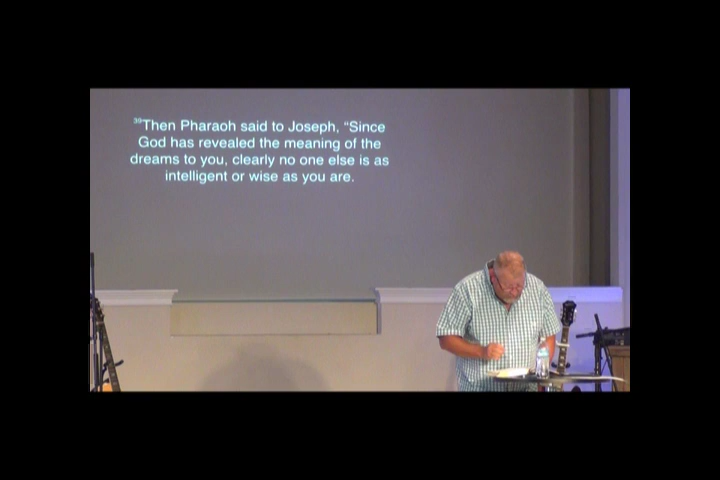 ³⁹Then Pharaoh said to Joseph, “Since
God has revealed the meaning of the
dreams to you, clearly no one else is as
intelligent or wise as you are.